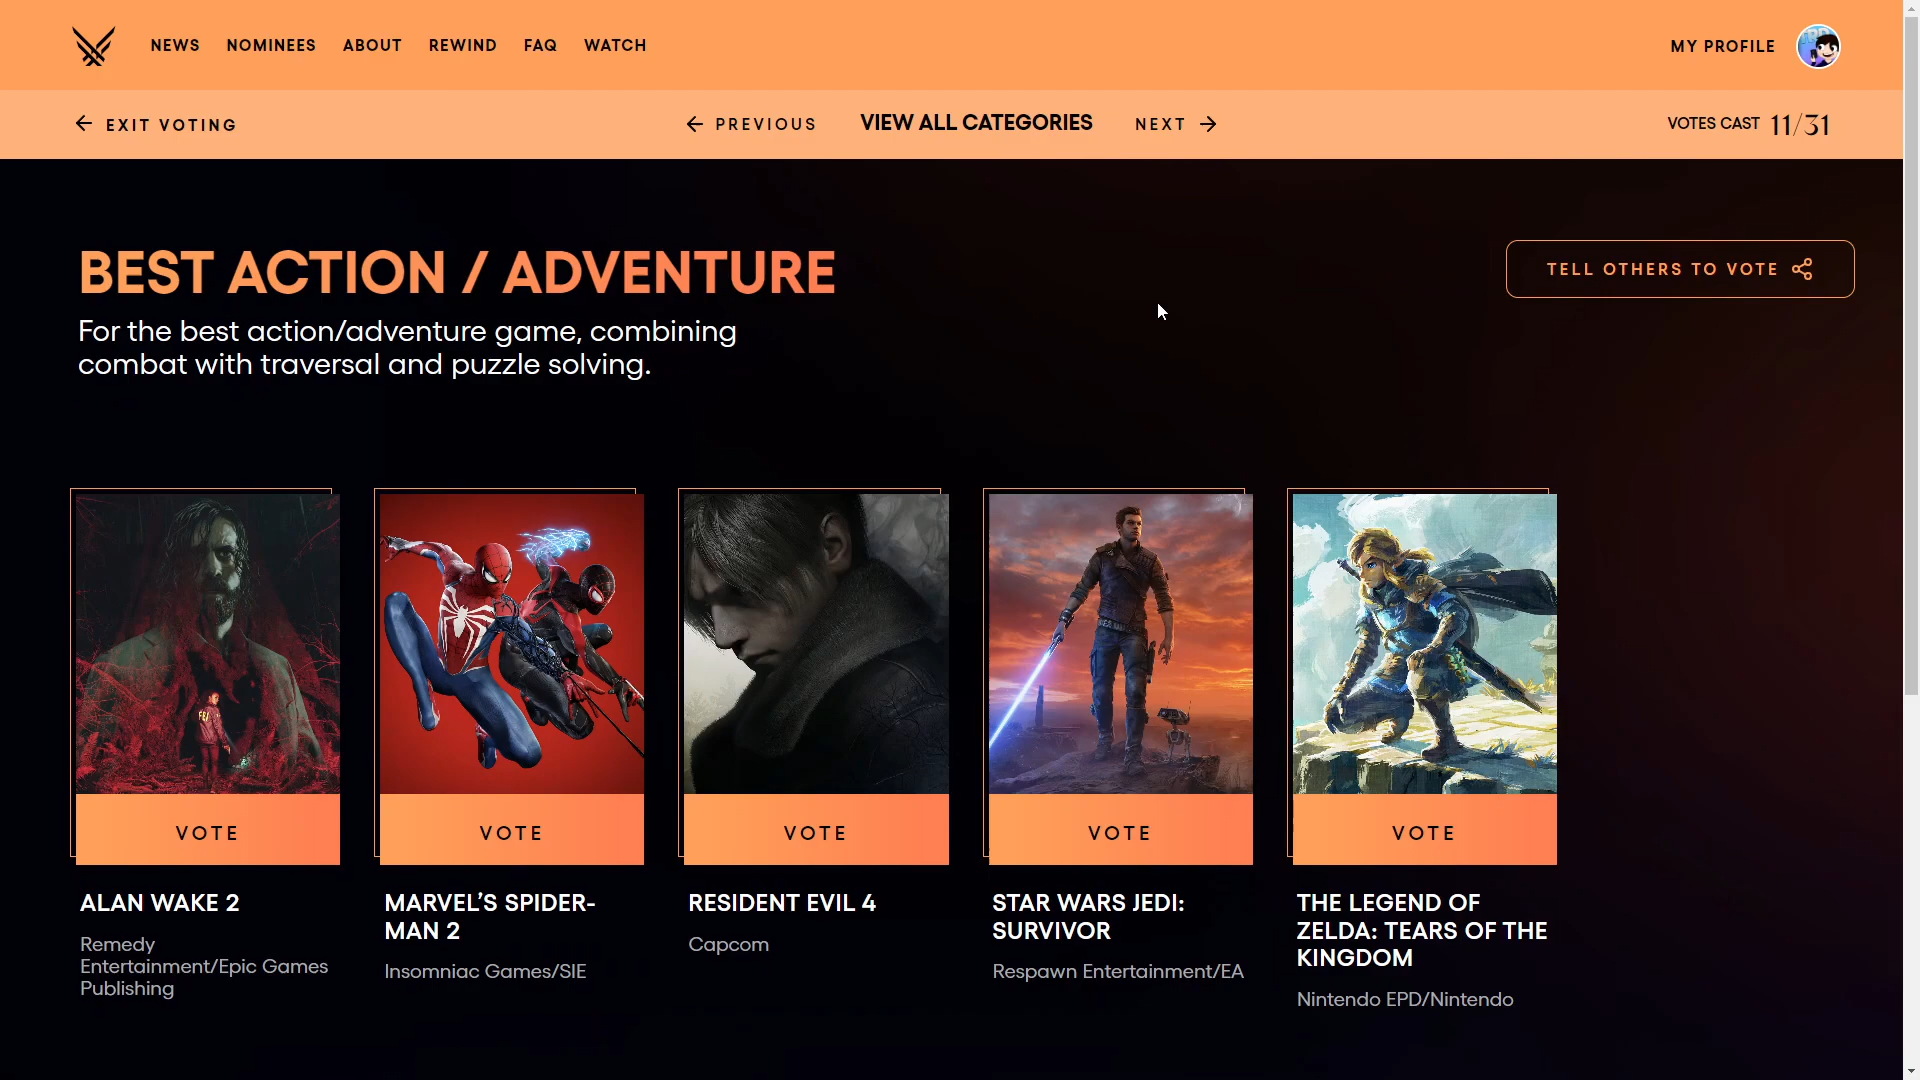 NEWS NOMINEES ABOUT REWIND FAQ WATCH
MY PROFILE
EXIT VOTING
PREVIOUS
VIEW ALL CATEGORIES
NEXT
VOTES CAST 11/31
BEST ACTION / ADVENTURE
TELL OTHERS TO VOTE
For the best action/adventure game, combining
combat with traversal and puzzle solving.
FBI
VOTE
ALAN WAKE 2
Remedy
Entertainment/Epic Games
Publishing
VOTE
MARVEL’S SPIDER-
MAN 2
Insomniac Games/SIE
VOTE
RESIDENT EVIL 4
Capcom
VOTE
STAR WARS JEDI:
SURVIVOR
Respawn Entertainment/EA
VOTE
THE LEGEND OF
ZELDA: TEARS OF THE
KINGDOM
Nintendo EPD/Nintendo